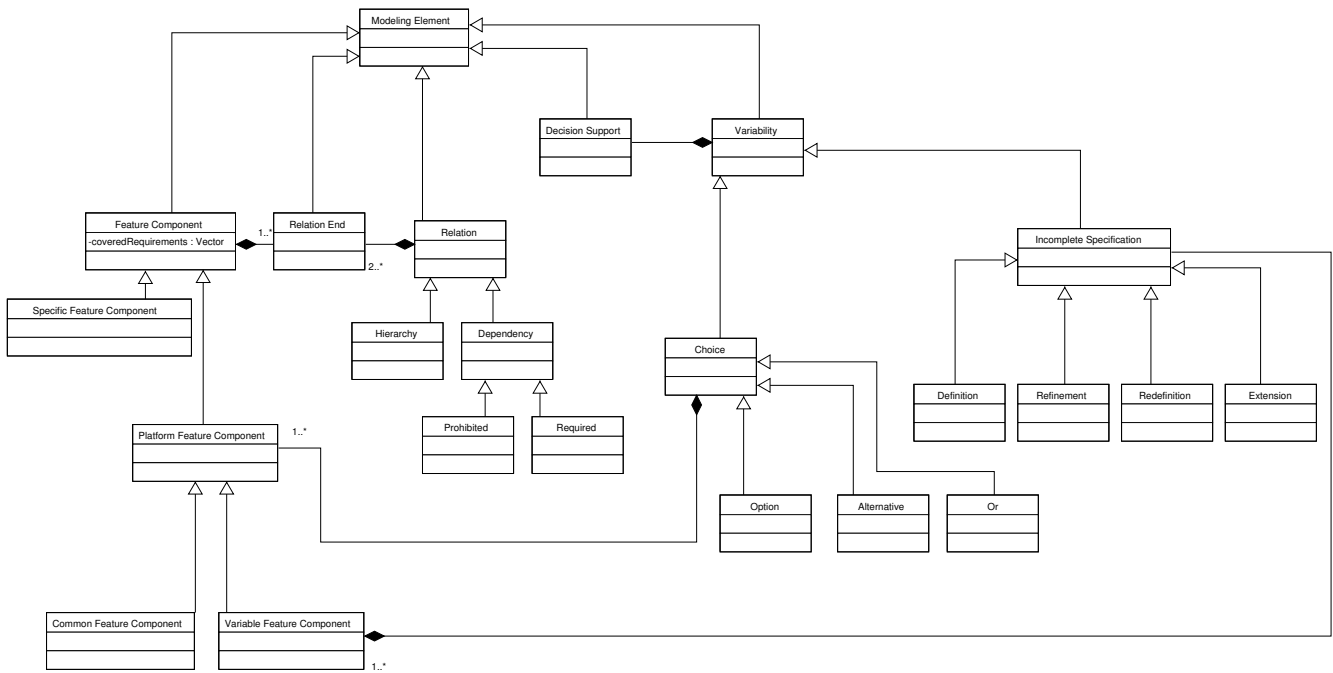 Modeling Element
Decision Support
Variability
Feature Component
-coveredRequirements : Vector
1..*
Relation End
2..*
Relation
Incomplete Specification
Specific Feature Component
Hierarchy
Dependency
Choice
Prohibited
Required
Definition
Refinement
Redefinition
Extension
Platform Feature Component
1..*
Option
Alternative
Or
Common Feature Component
Variable Feature Component
1..*